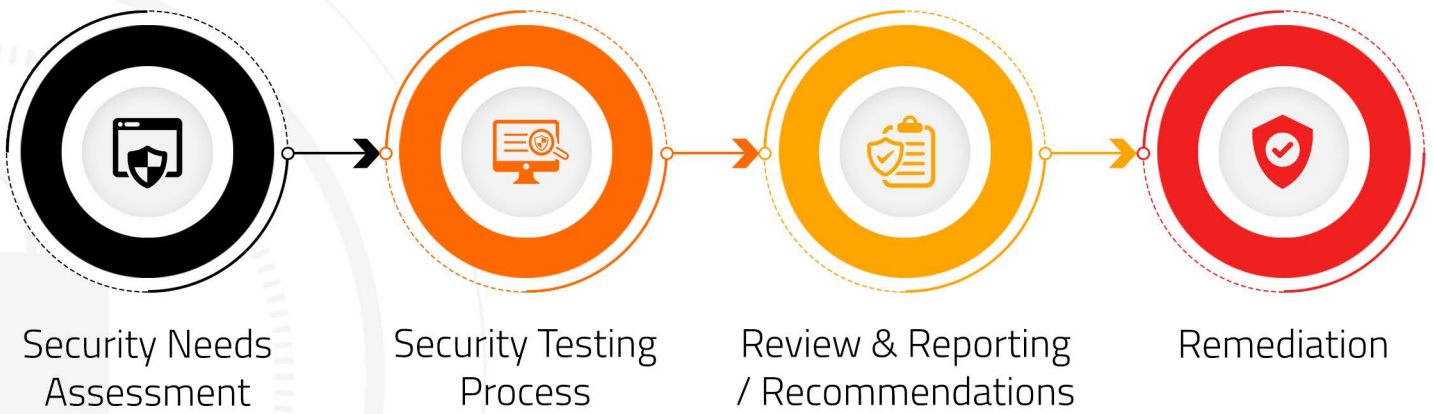 Security Needs
Assessment
Security Testing
Process
Review & Reporting
/ Recommendations
Remediation